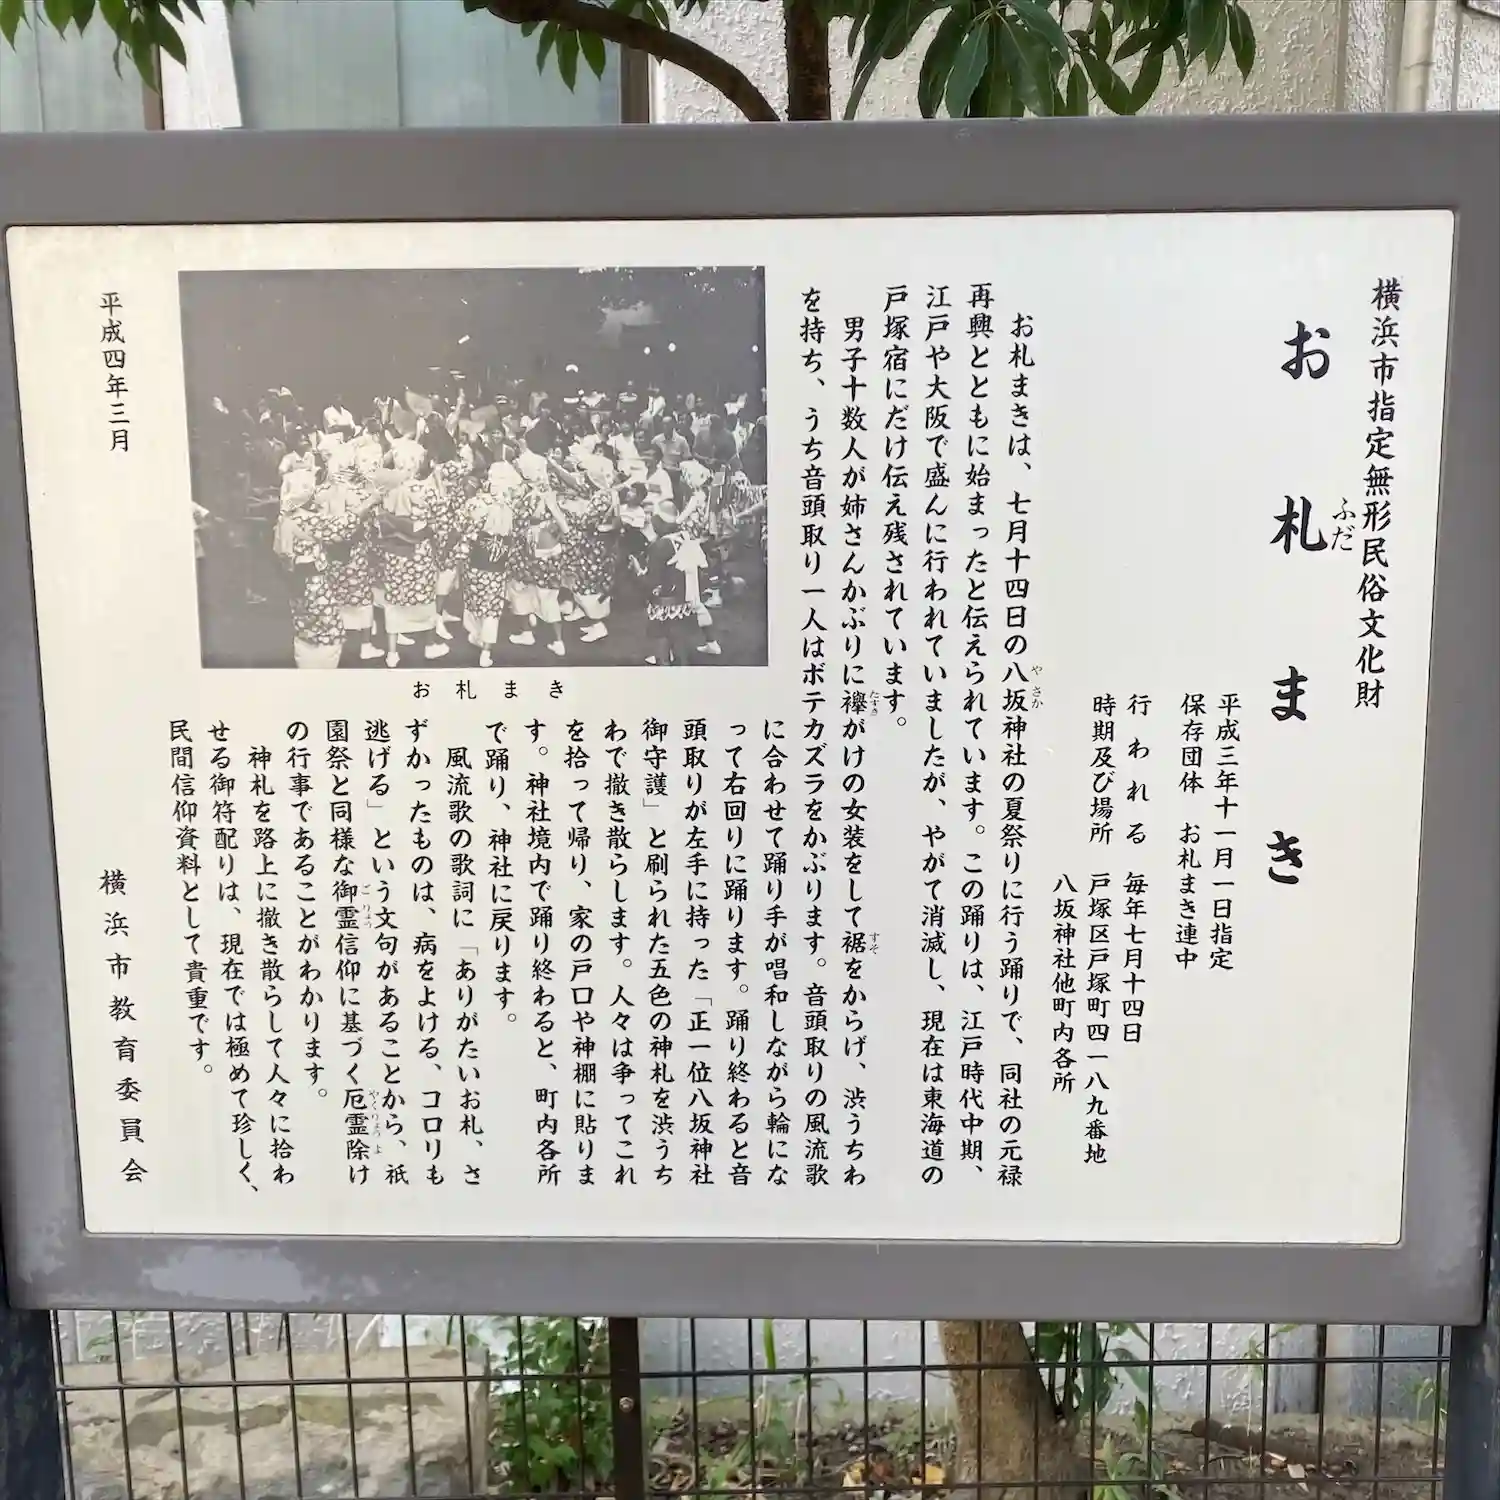 横浜市指定無形民俗文化財
お札まき
ふだ
平成三年十一月一日指定
保存団体 お札まき連中
行われる 毎年七月十四日
時期及び場所 戸塚区戸塚町四一八九番地
八坂神社他町内各所
お札まきは、七月十四日の八坂神社の夏祭りに行う踊りで、同社の元禄
やさか
再興とともに始まったと伝えられています。この踊りは、江戸時代中期、
江戸や大阪で盛んに行われていましたが、やがて消滅し、現在は東海道の
戸塚宿にだけ伝え残されています。
男子十数人が姉さんかぶりに襷がけの女装をして裾をからげ、渋うちわ
たすき
すそ
を持ち、うち音頭取り一人はボテカズラをかぶります。音頭取りの風流歌
に合わせて踊り手が唱和しながら輪にな
って右回りに踊ります。踊り終わると音
頭取りが左手に持った「正一位八坂神社
御守護」と刷られた五色の神札を渋うち
わで撒き散らします。人々は争ってこれ
を拾って帰り、家の戸口や神棚に貼りま
す。神社境内で踊り終わると、町内各所
で踊り、神社に戻ります。
風流歌の歌詞に「ありがたいお札、さ
ずかったものは、病をよける、コロリも
逃げる」という文句があることから、祇
園祭と同様な御霊信仰に基づく厄霊除け
ごりょう
やくりょうよ
の行事であることがわかります。
神札を路上に撒き散らして人々に拾わ
せる御符配りは、現在では極めて珍しく、
民間信仰資料として貴重です。
お札まき
平成四年三月
横浜市教育委員会